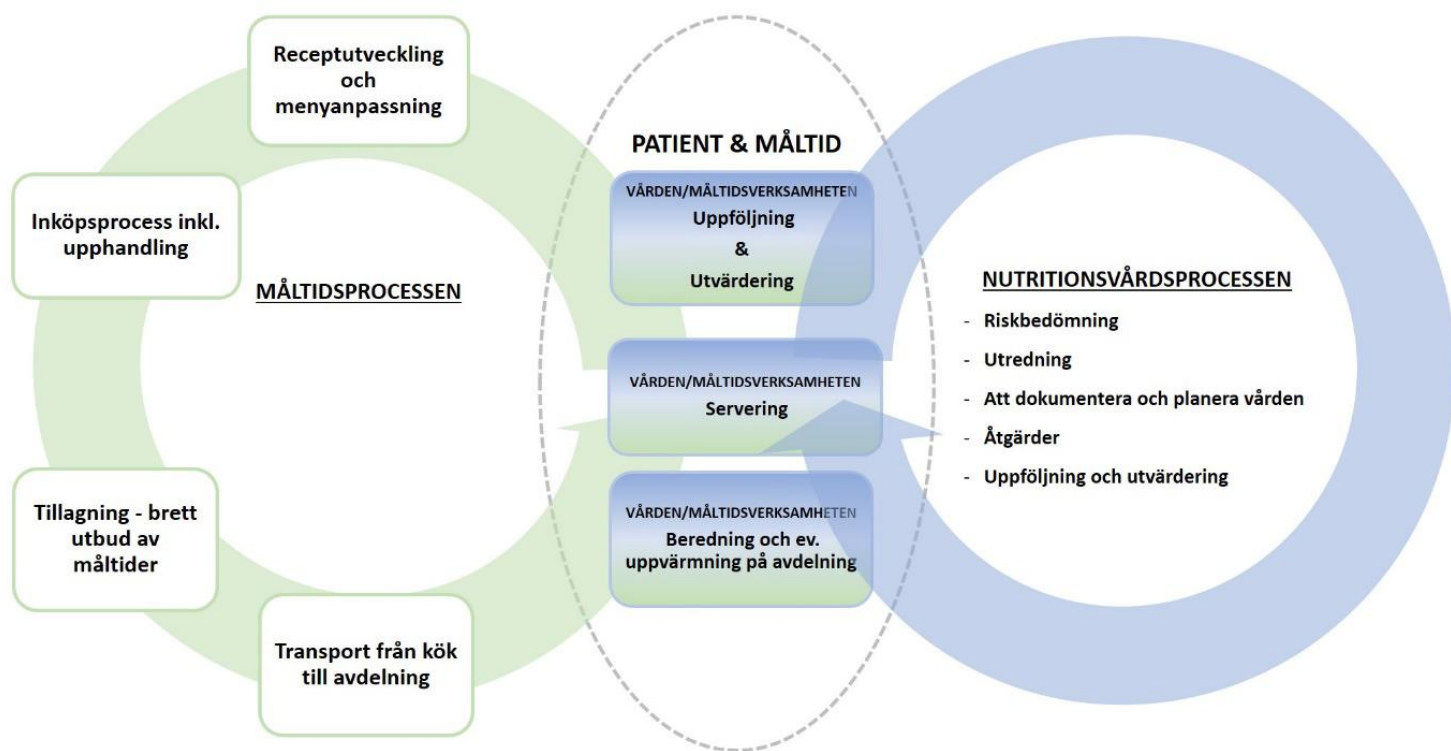 Receptutveckling
och
menyanpassning
Inköpsprocess inkl.
upphandling
MÅLTIDSPROCESSEN
Tillagning - brett
utbud av
måltider
Transport från kök
till avdelning
PATIENT & MÅLTID
VÅRDEN/MÅLTIDSVERKSAMHETEN
Uppföljning
&
Utvärdering
VÅRDEN/MÅLTIDSVERKSAMHETEN
Servering
VÅRDEN/MÅLTIDSVERKSAMHETEN
Beredning och ev.
uppvärmning på avdelning
NUTRITIONSVÅRDSPROCESSEN
- Riskbedömning
- Utredning
- Att dokumentera och planera vården
- Åtgärder
- Uppföljning och utvärdering